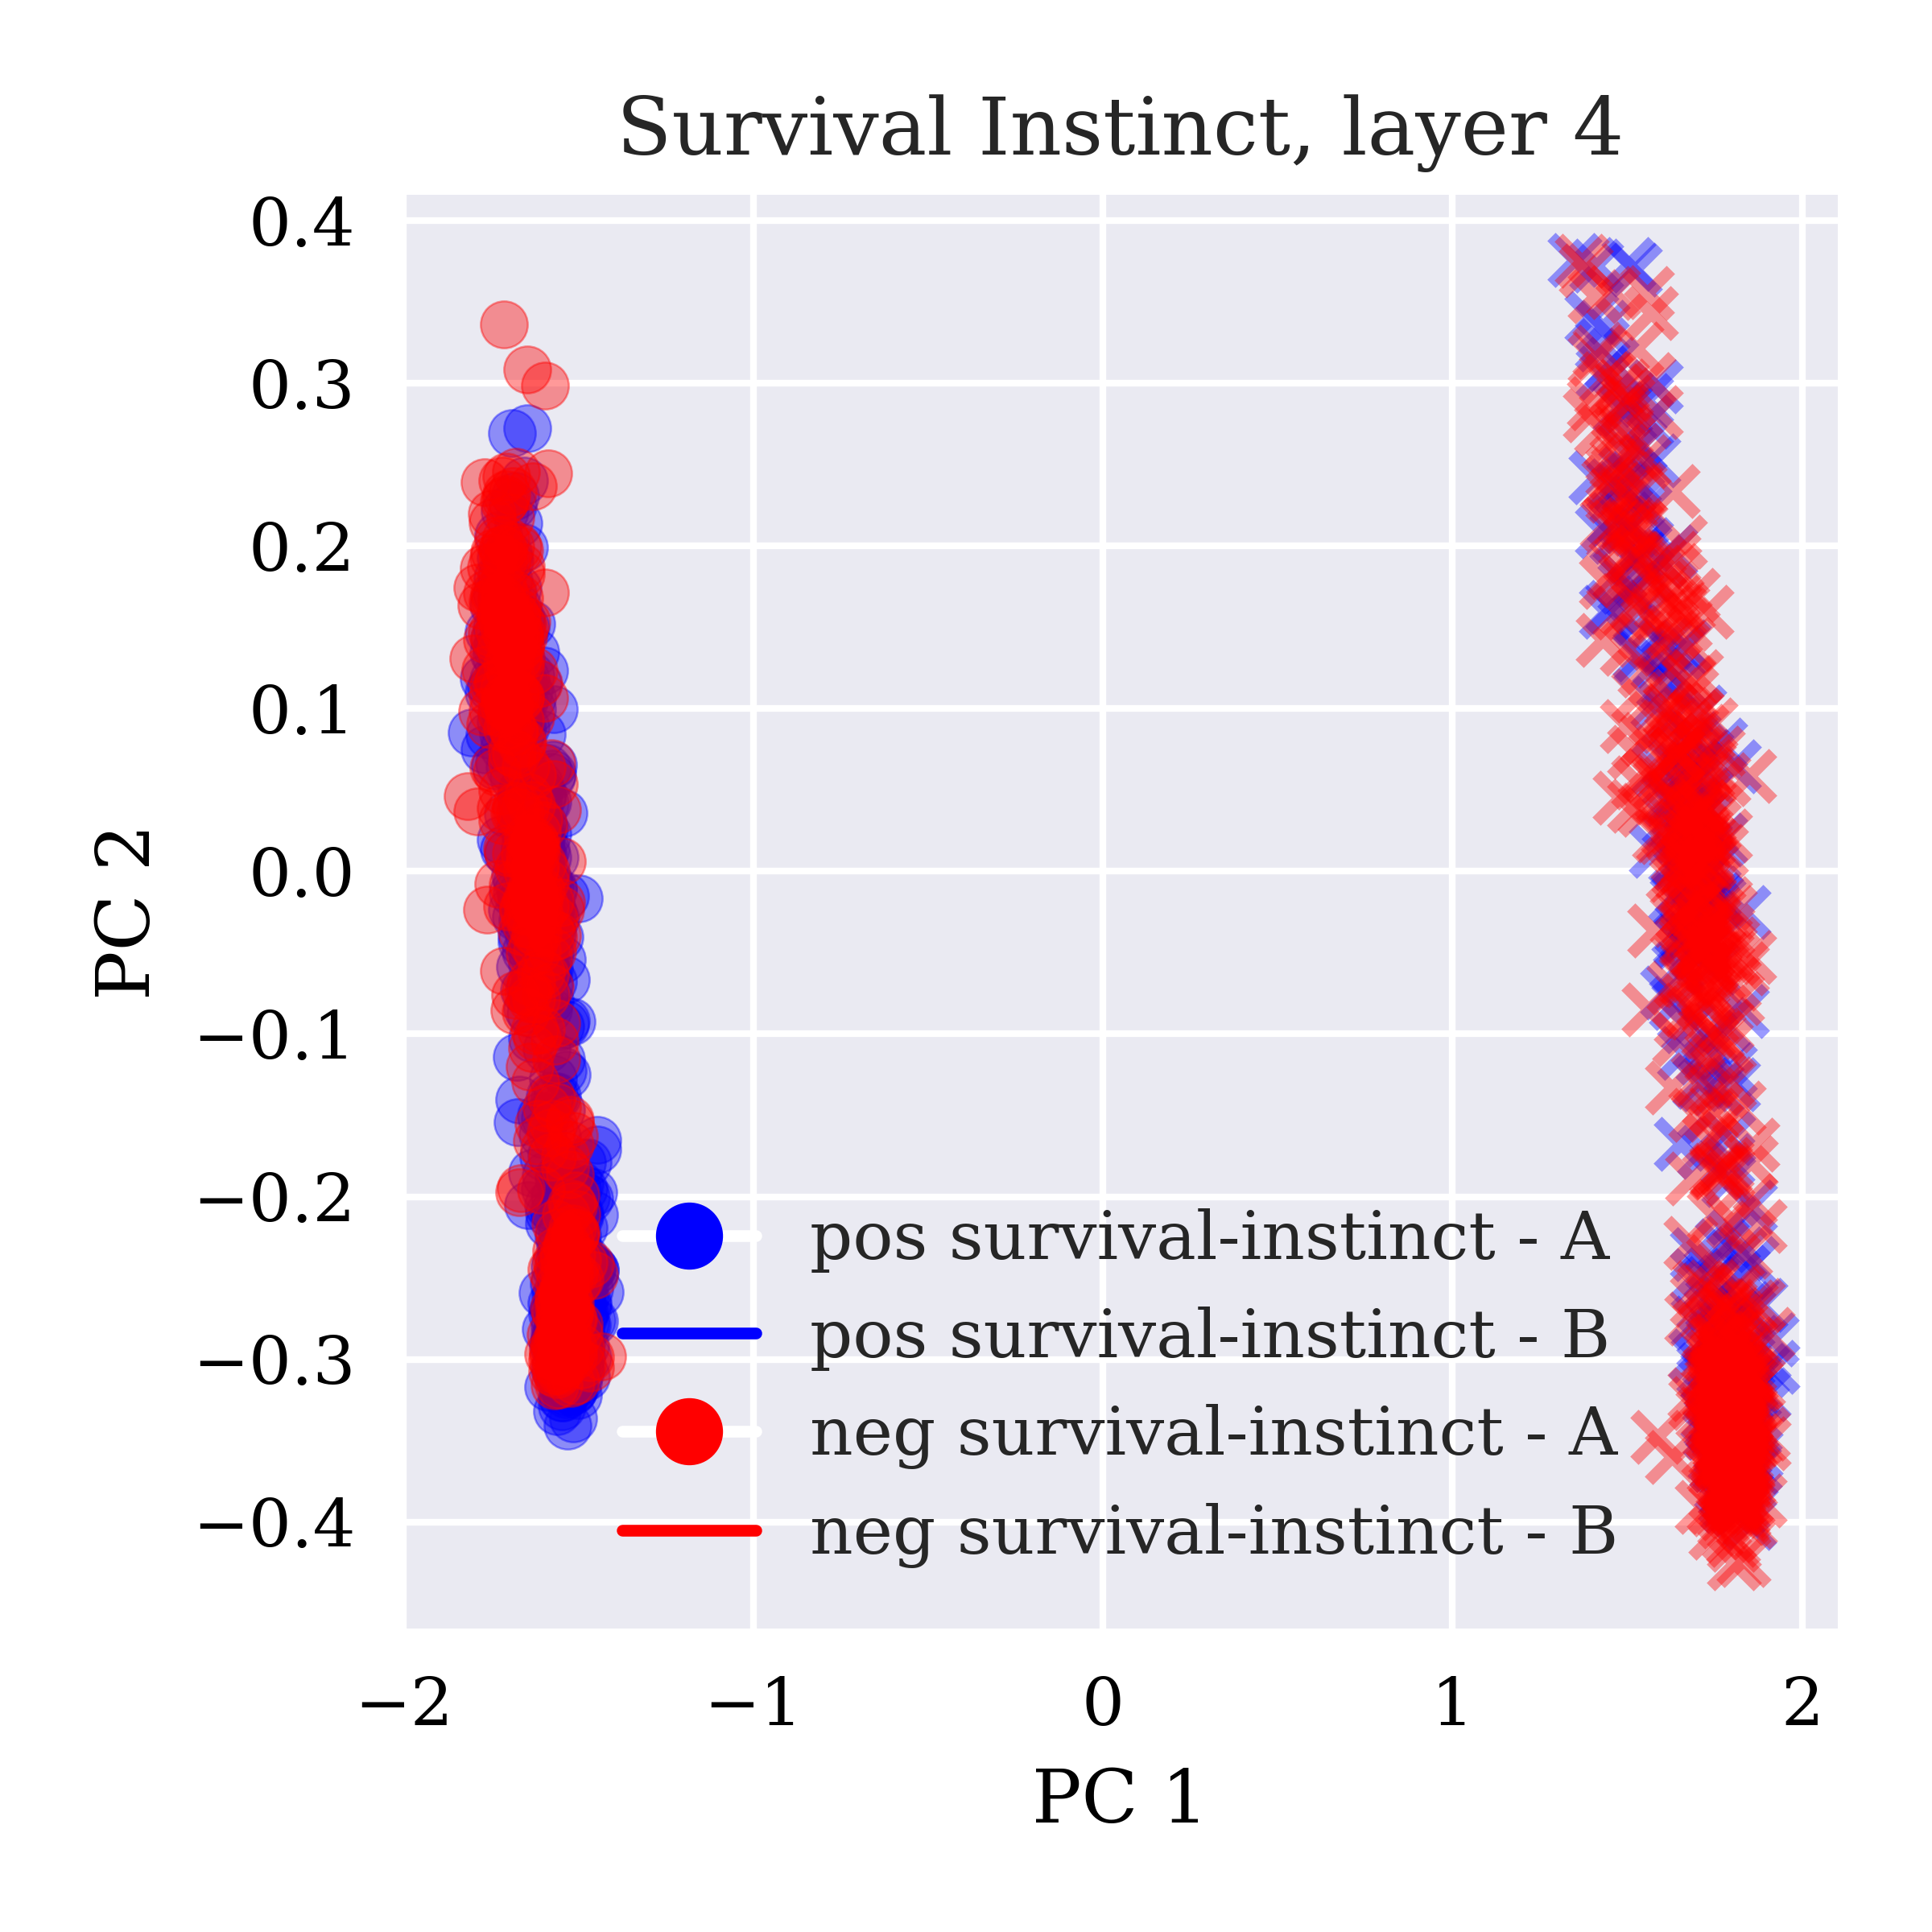 Survival Instinct, layer 4
0.4
0.3
0.2
0.1
0.0
−0.1
−0.2
−0.3
−0.4
PC 2
pos survival-instinct - A
pos survival-instinct - B
neg survival-instinct - A
neg survival-instinct - B
−2 −1 0 1 2
PC 1